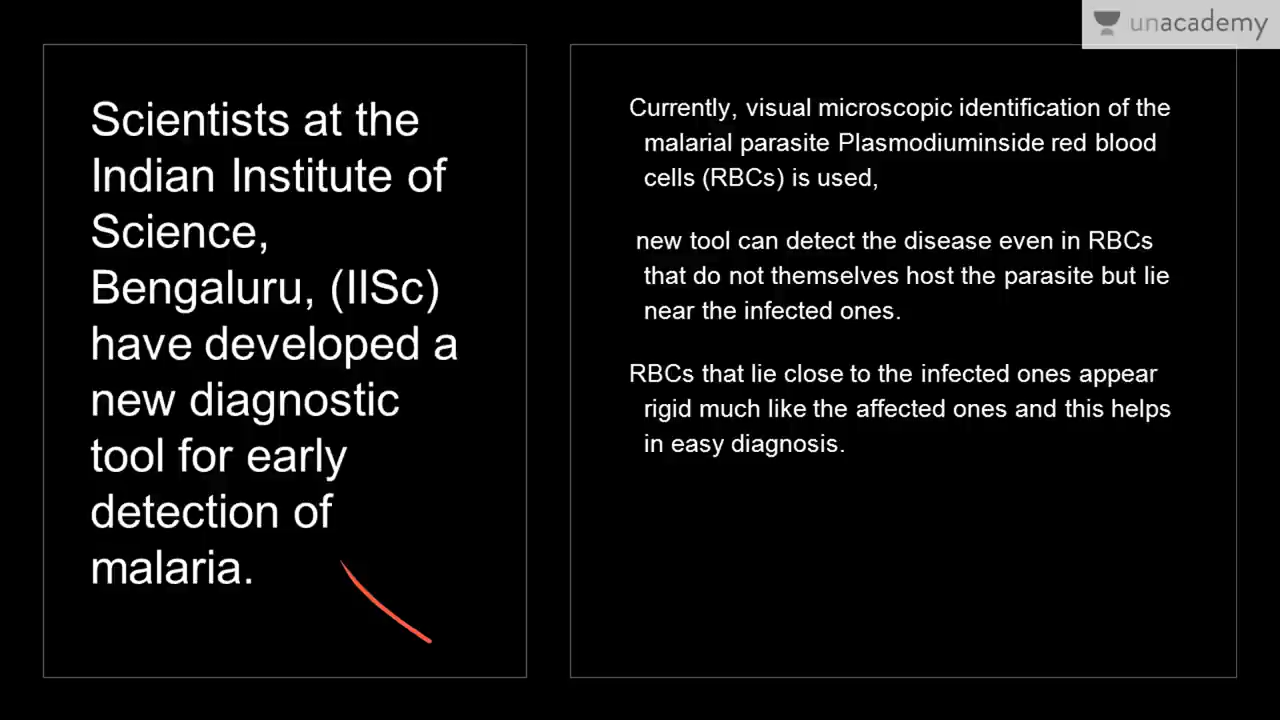 unacademy
Scientists at the
Indian Institute of
Science,
Bengaluru, (IISc)
have developed a
new diagnostic
tool for early
detection of
malaria.
Currently, visual microscopic identification of the
malarial parasite Plasmodiuminside red blood
cells (RBCs) is used,
new tool can detect the disease even in RBCs
that do not themselves host the parasite but lie
near the infected ones.
RBCs that lie close to the infected ones appear
rigid much like the affected ones and this helps
in easy diagnosis.